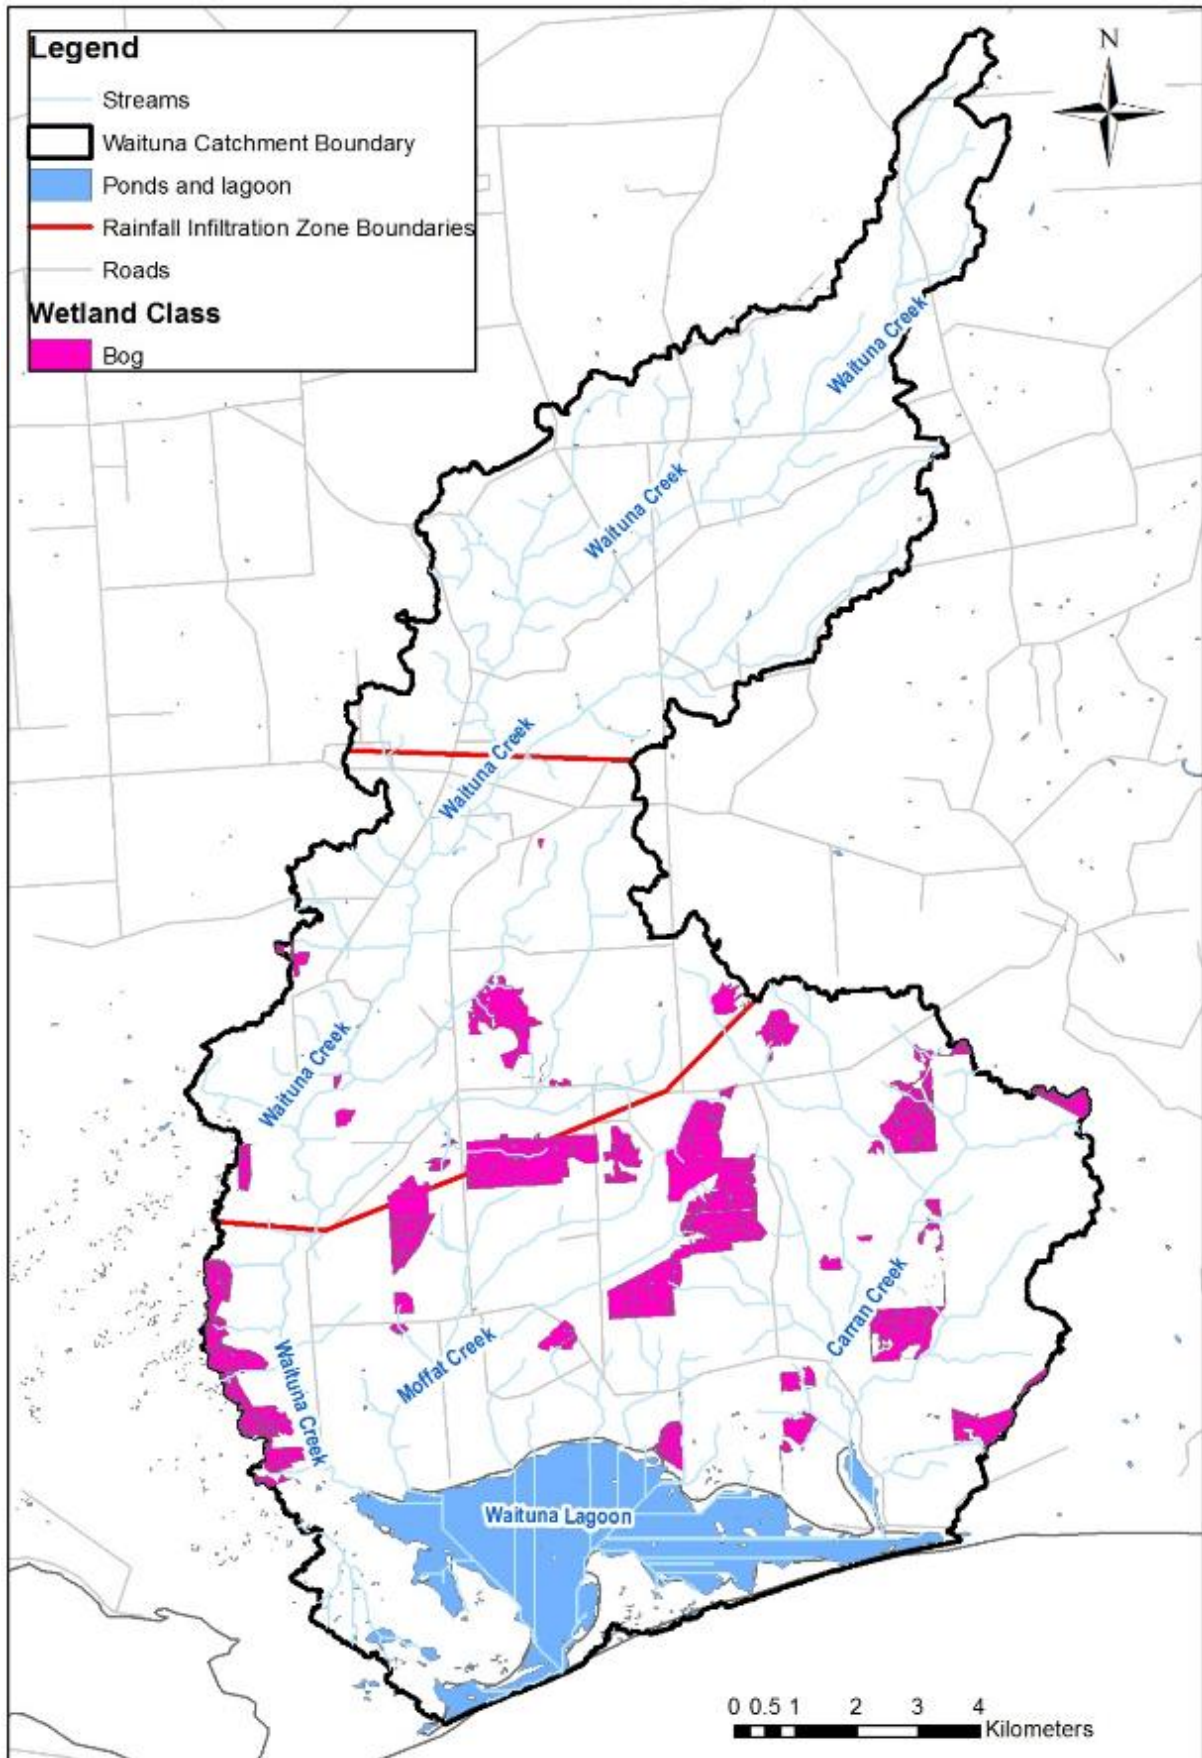 Legend
Streams
Waituna Catchment Boundary
Ponds and lagoon
Rainfall Infiltration Zone Boundaries
Roads
Wetland Class
Bog
N
Waituna Creek
Waituna Creek
Waituna Creek
Waituna Creek
Carran Creek
Waituna Creek
Moffat Creek
Waituna Lagoon
0 0.5 1 2 3 4
Kilometers